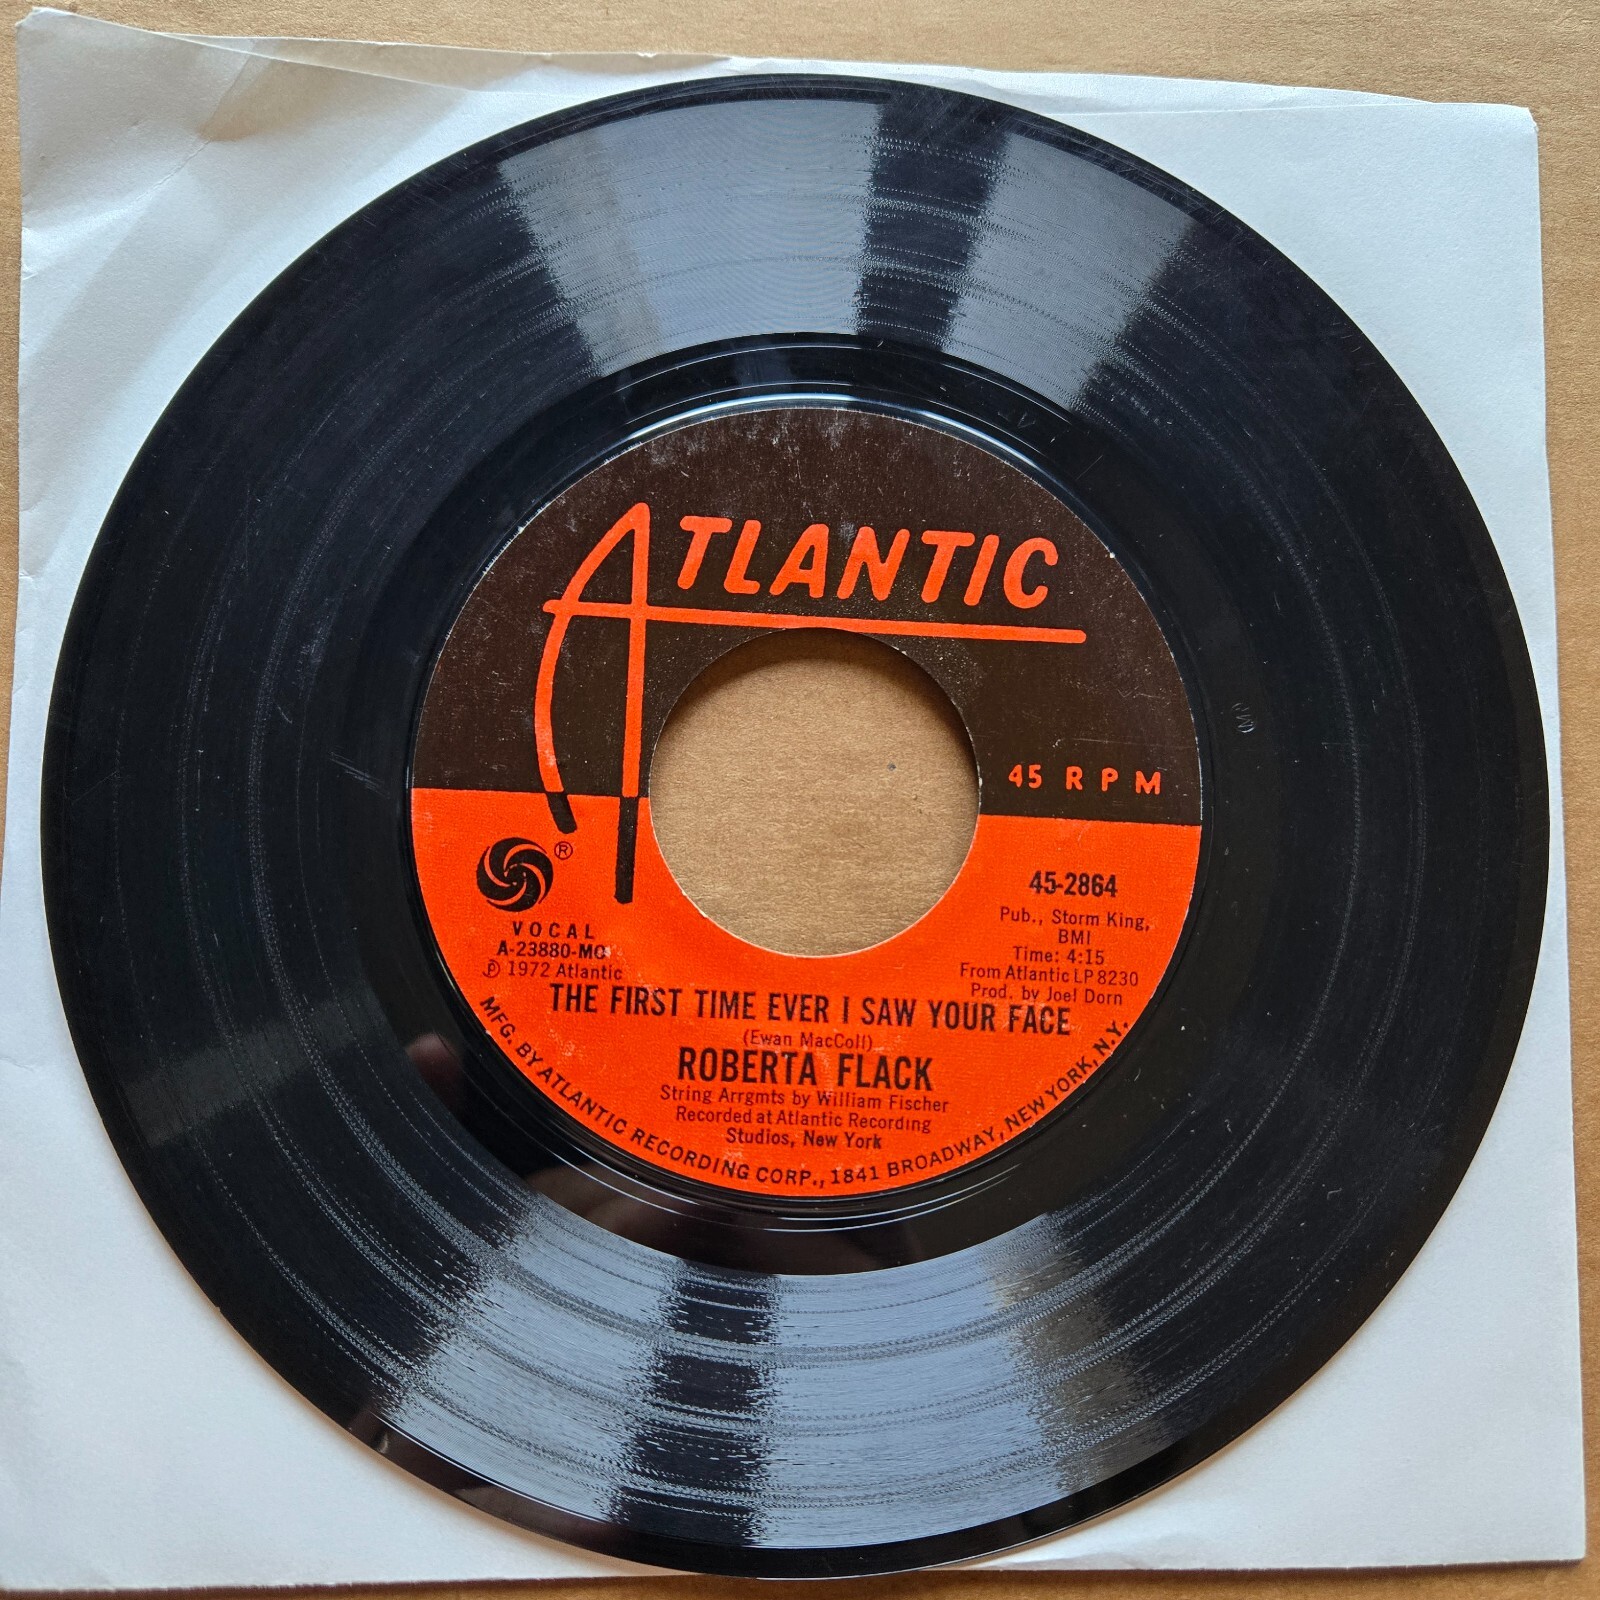 ATLANTIC
45 RPM
®
VOCAL
A-23880-MO
℗ 1972 Atlantic
45-2864
Pub., Storm King,
BMI
Time: 4:15
From Atlantic LP 8230
Prod. by Joel Dorn
THE FIRST TIME EVER I SAW YOUR FACE
(Ewan MacColl)
ROBERTA FLACK
String Arrgmts by William Fischer
Recorded at Atlantic Recording
Studios, New York
MFG. BY ATLANTIC RECORDING CORP., 1841 BROADWAY, NEW YORK, N.Y.